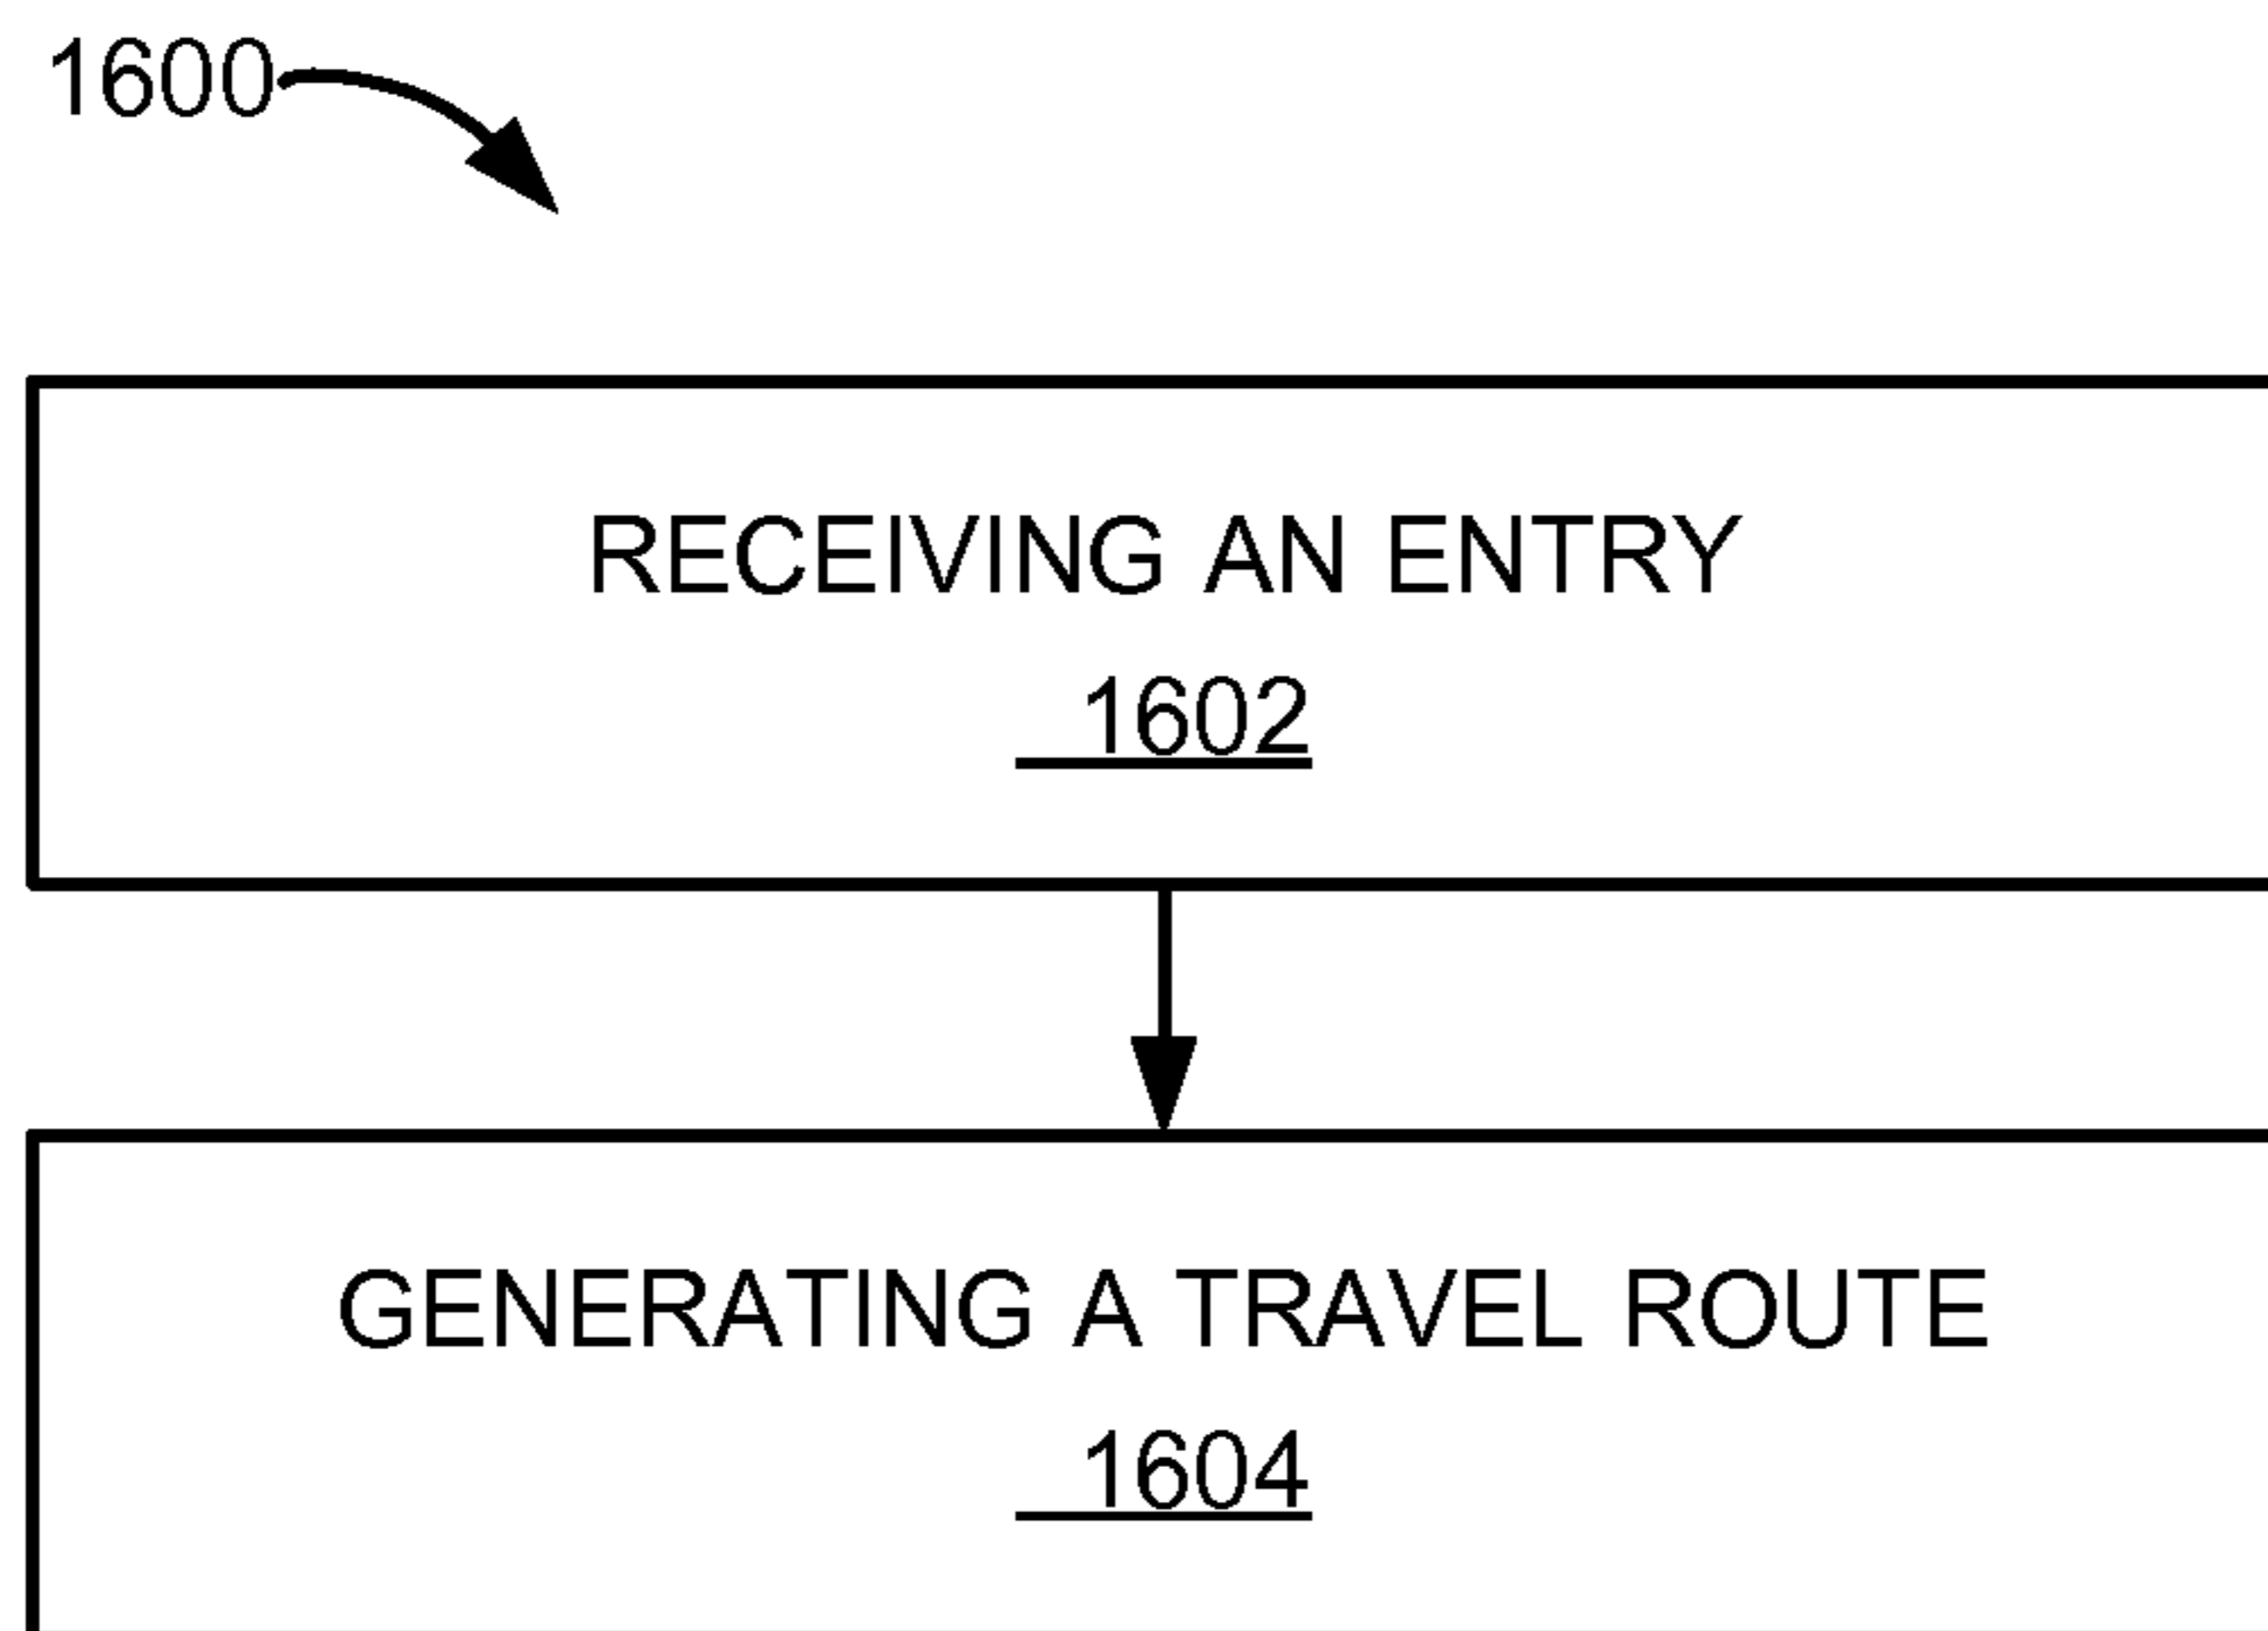 1600
RECEIVING AN ENTRY
1602
GENERATING A TRAVEL ROUTE
1604